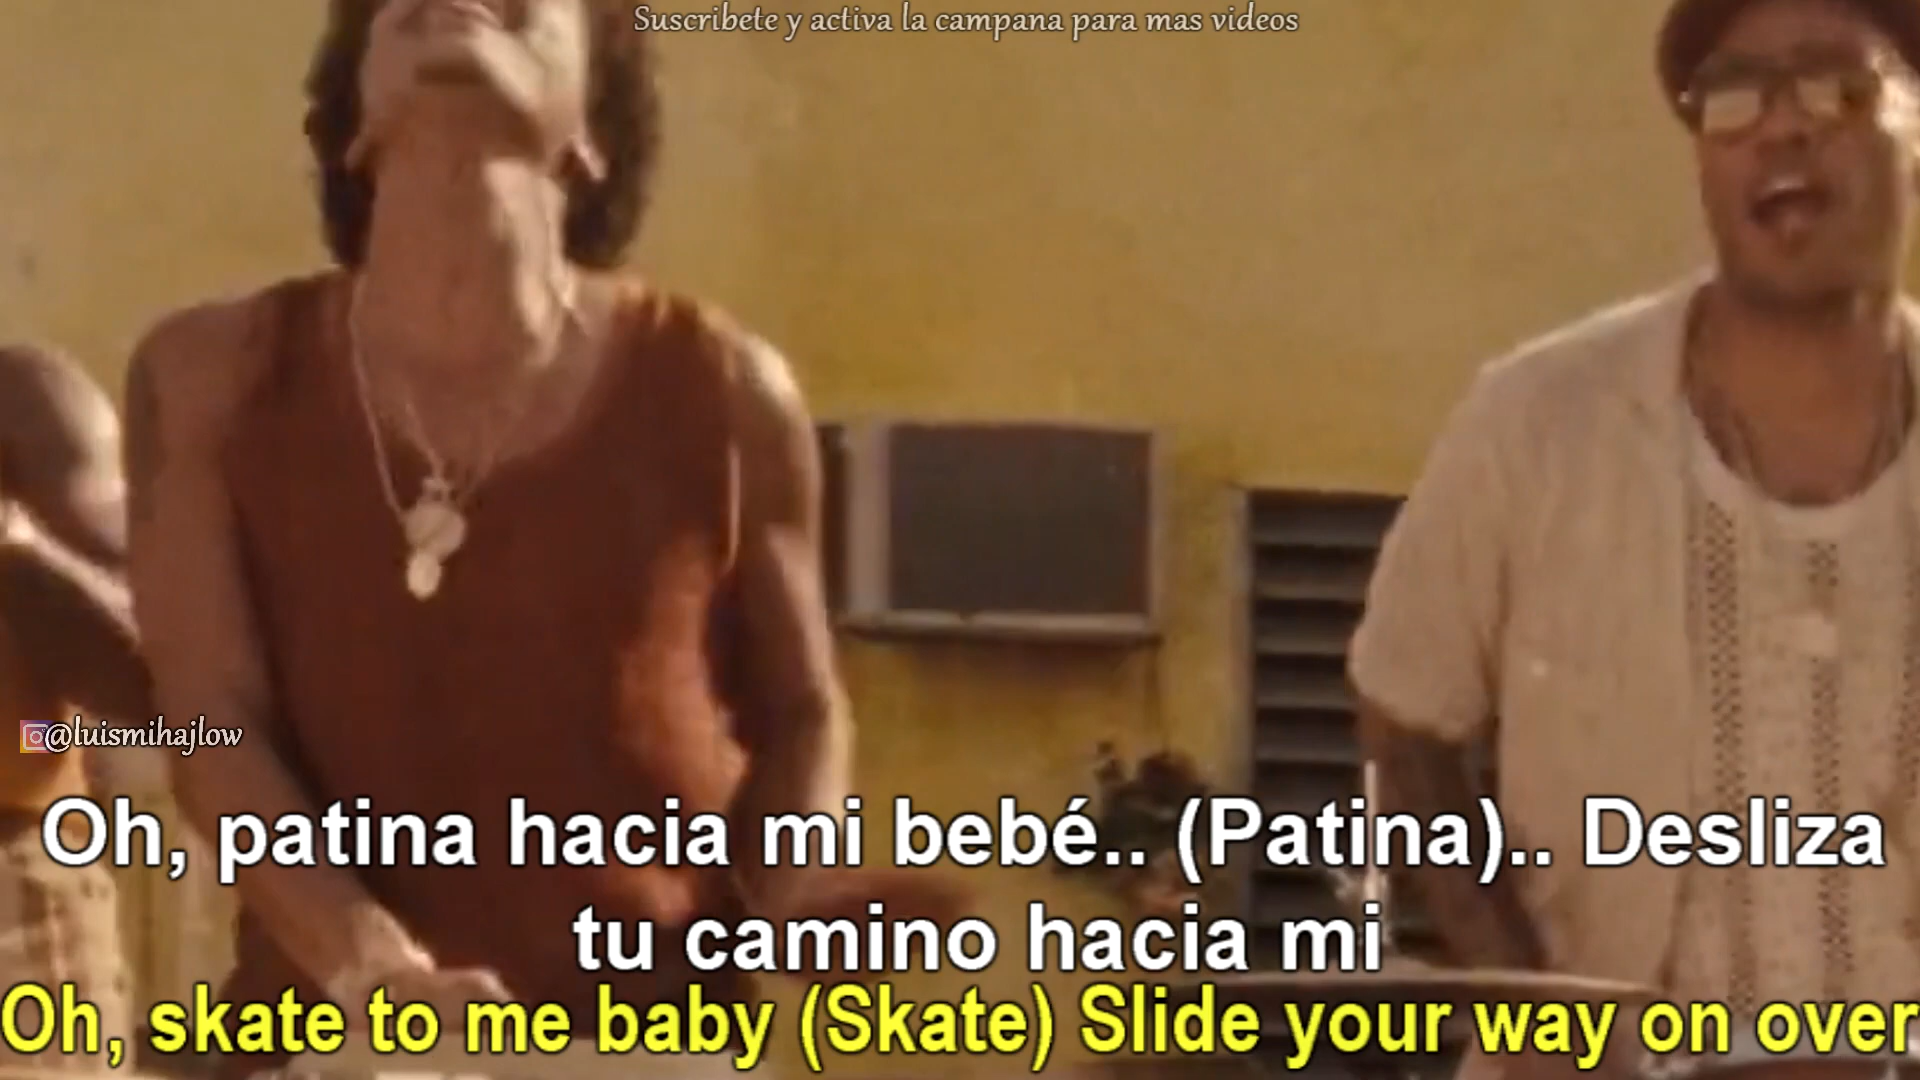 Suscribete y activa la campana para mas videos
@luismihajlow
Oh, patina hacia mi bebé.. (Patina).. Desliza
tu camino hacia mi
Oh, skate to me baby (Skate) Slide your way on over